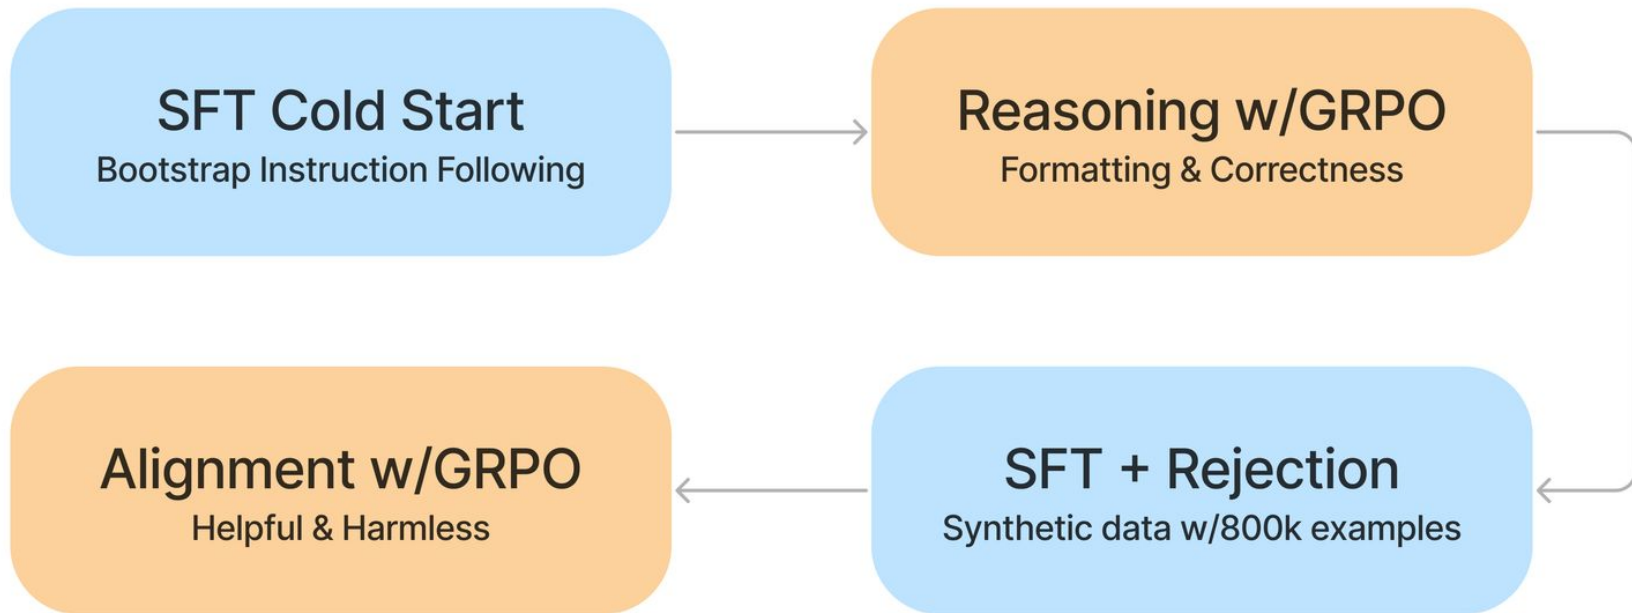 SFT Cold Start
Bootstrap Instruction Following
Reasoning w/GRPO
Formatting & Correctness
Alignment w/GRPO
Helpful & Harmless
SFT + Rejection
Synthetic data w/800k examples